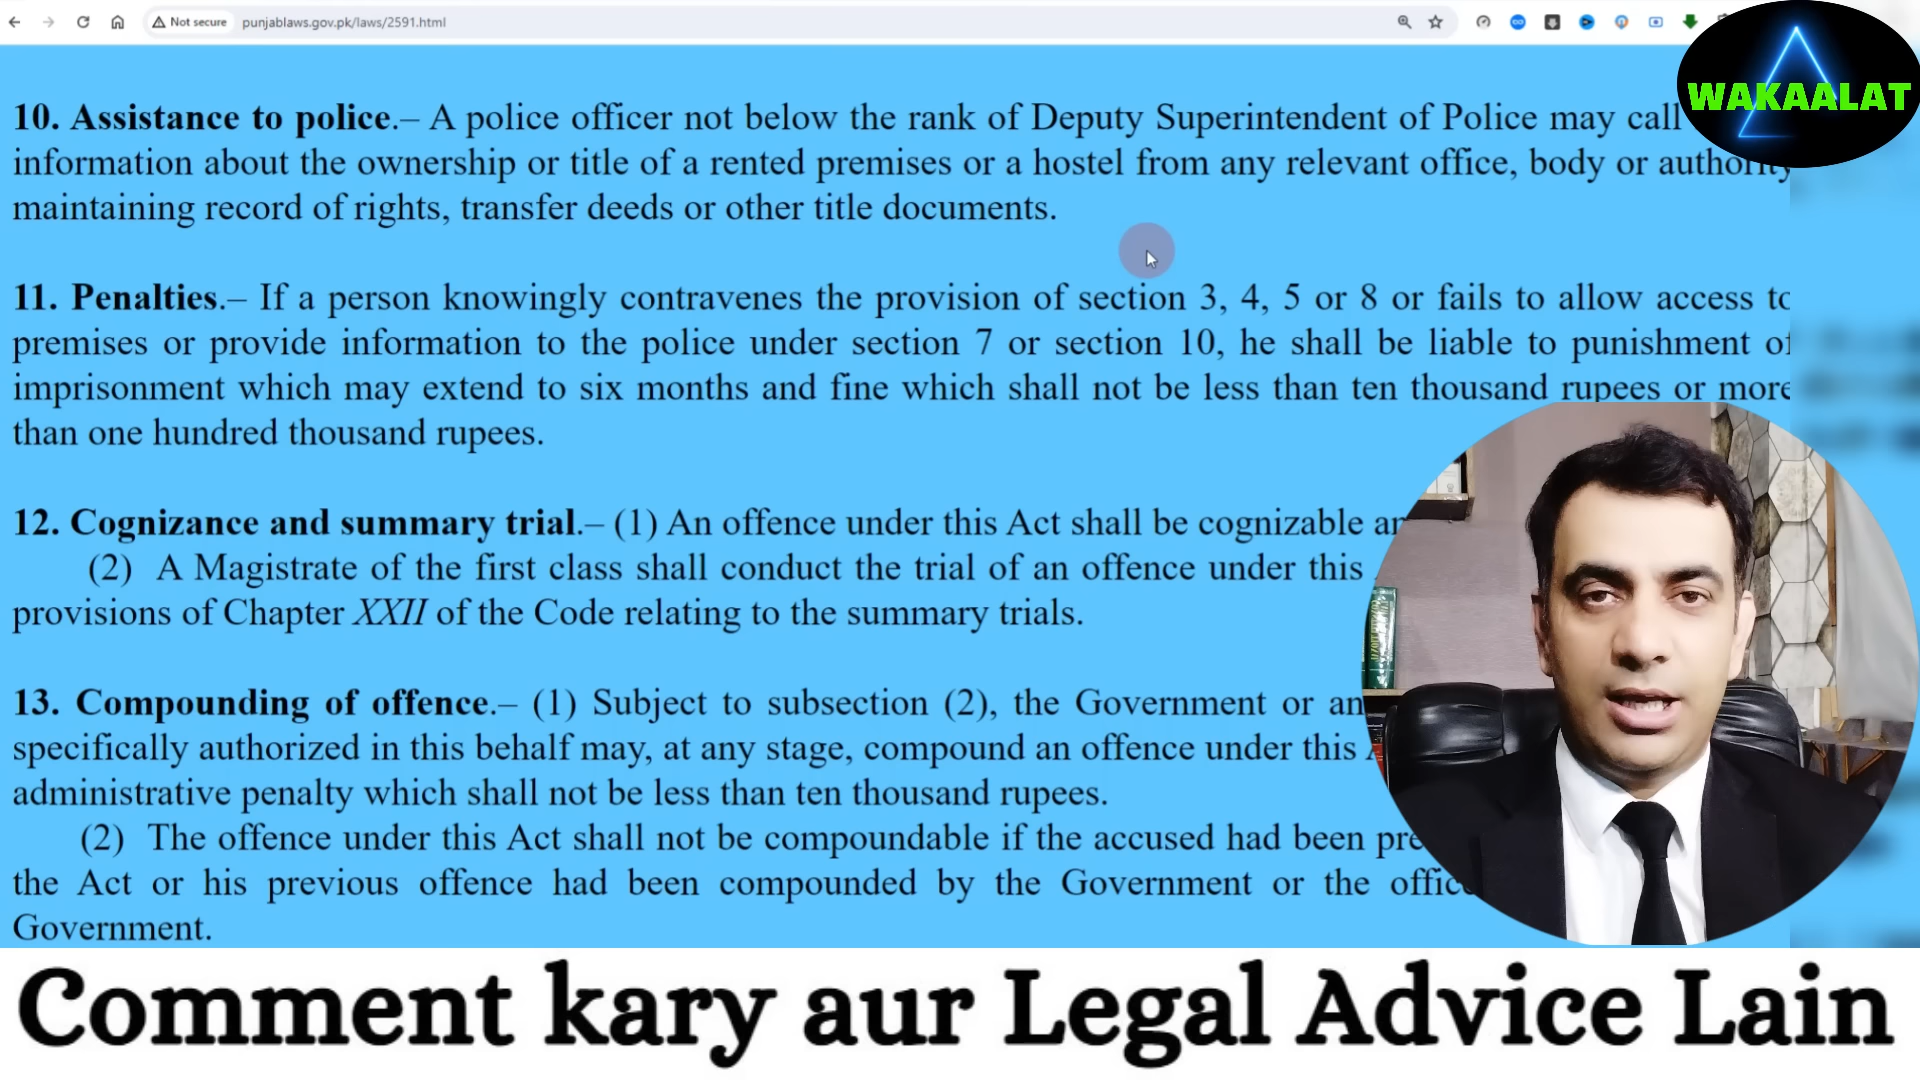 Not secure punjablaws.gov.pk/laws/2591.html
WAKAALAT
10. Assistance to police.– A police officer not below the rank of Deputy Superintendent of Police may call
information about the ownership or title of a rented premises or a hostel from any relevant office, body or authority
maintaining record of rights, transfer deeds or other title documents.
11. Penalties.– If a person knowingly contravenes the provision of section 3, 4, 5 or 8 or fails to allow access to
premises or provide information to the police under section 7 or section 10, he shall be liable to punishment of
imprisonment which may extend to six months and fine which shall not be less than ten thousand rupees or more
than one hundred thousand rupees.
12. Cognizance and summary trial.– (1) An offence under this Act shall be cognizable
(2) A Magistrate of the first class shall conduct the trial of an offence under this
provisions of Chapter XXII of the Code relating to the summary trials.
13. Compounding of offence.– (1) Subject to subsection (2), the Government or an
specifically authorized in this behalf may, at any stage, compound an offence under this
administrative penalty which shall not be less than ten thousand rupees.
(2) The offence under this Act shall not be compoundable if the accused had been
the Act or his previous offence had been compounded by the Government or the
Government.
Comment kary aur Legal Advice Lain